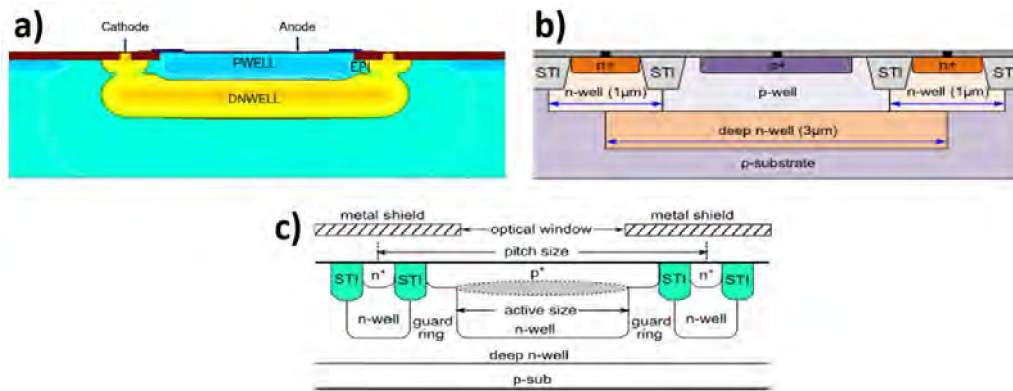 a)
Cathode
Anode
PWELL
EPI
DNWELL
b)
STI
n+
STI
p+
STI
n+
STI
n-well (1µm)
p-well
n-well (1µm)
deep n-well (3µm)
p-substrate
c)
metal shield
metal shield
optical window
pitch size
STI
n+
STI
p+
STI
n+
STI
n-well
guard ring
active size
n-well
guard ring
n-well
deep n-well
p-sub